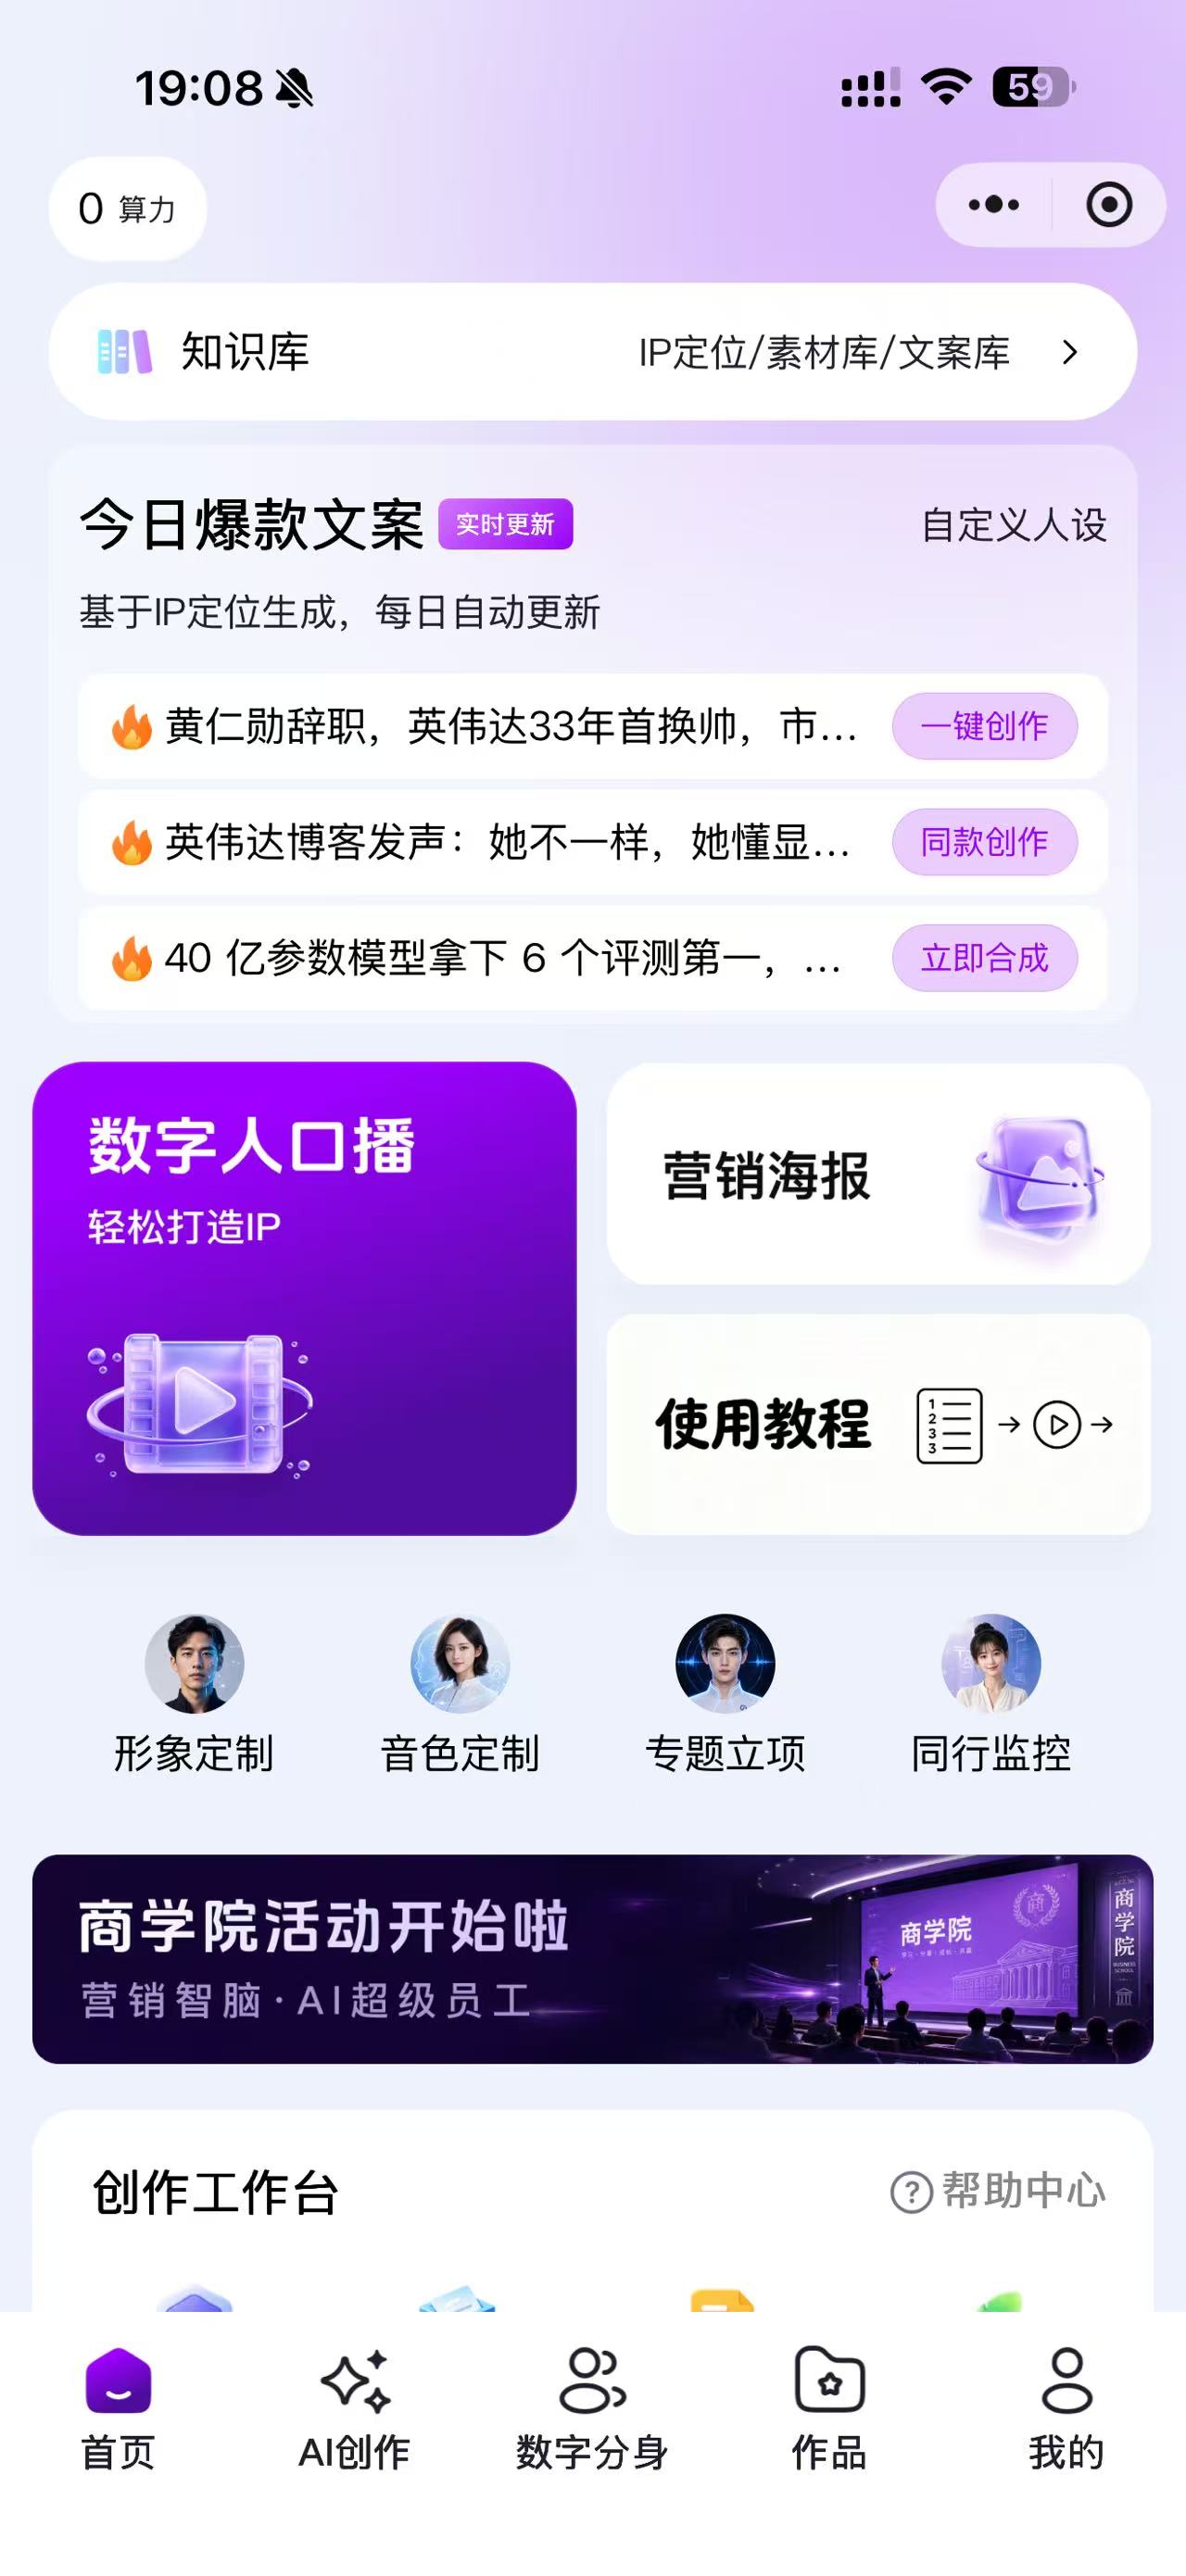 19:08
59
0 算力
知识库 IP定位/素材库/文案库
今日爆款文案 实时更新 自定义人设
基于IP定位生成，每日自动更新
黄仁勋辞职，英伟达33年首换帅，市... 一键创作
英伟达博客发声：她不一样，她懂显... 同款创作
40 亿参数模型拿下 6 个评测第一，... 立即合成
数字人口播
轻松打造IP
营销海报
使用教程
1
2
3
3
形象定制 音色定制 专题立项 同行监控
商学院活动开始啦
营销智脑·AI超级员工
商学院
商
商学院
BUSINESS
SCHOOL
创作工作台 帮助中心
首页 AI创作 数字分身 作品 我的